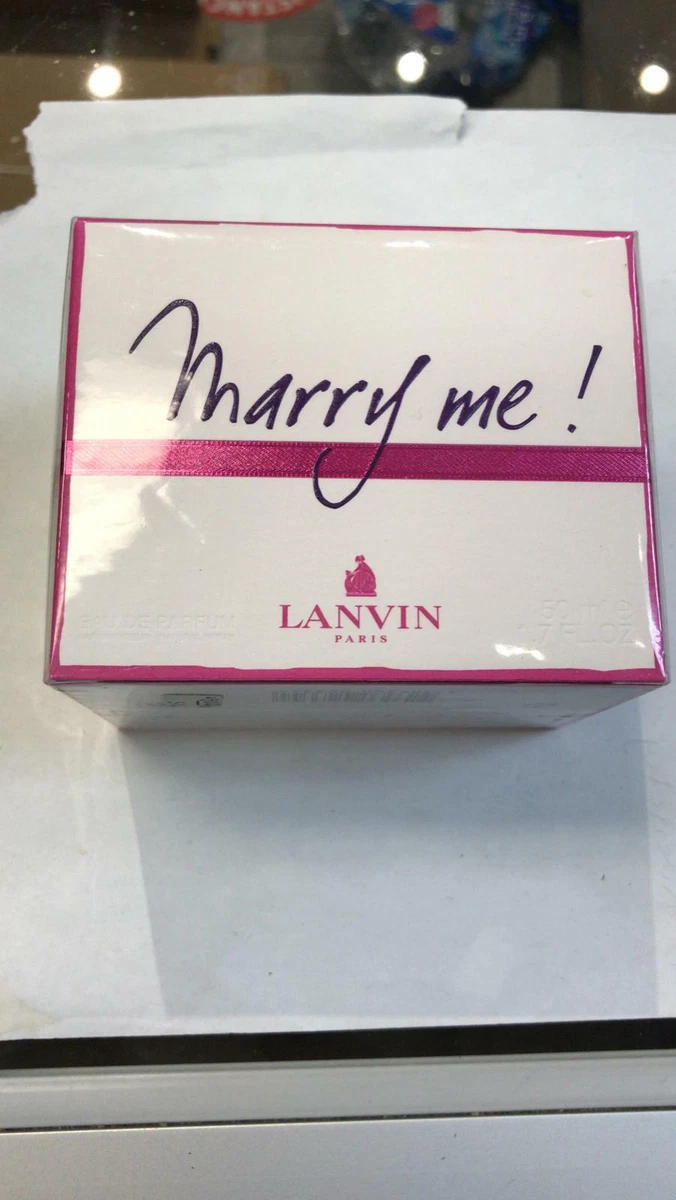 Marry me !
LANVIN
PARIS
EAU DE PARFUM
50 ml e
1.7 FL.OZ